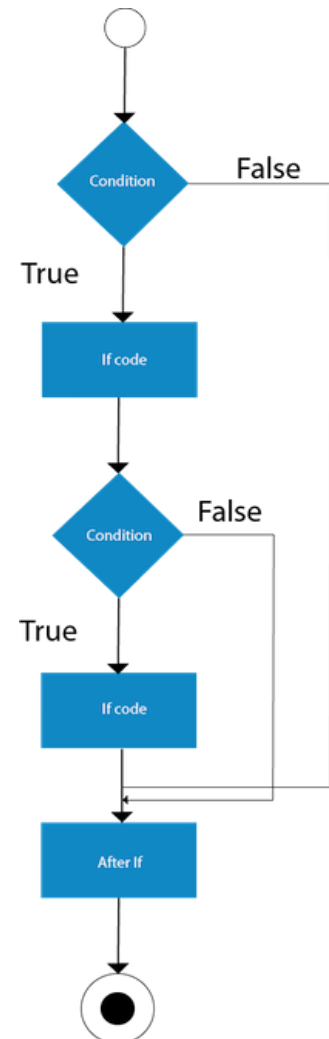 Condition
False
True
If code
Condition
False
True
If code
After If